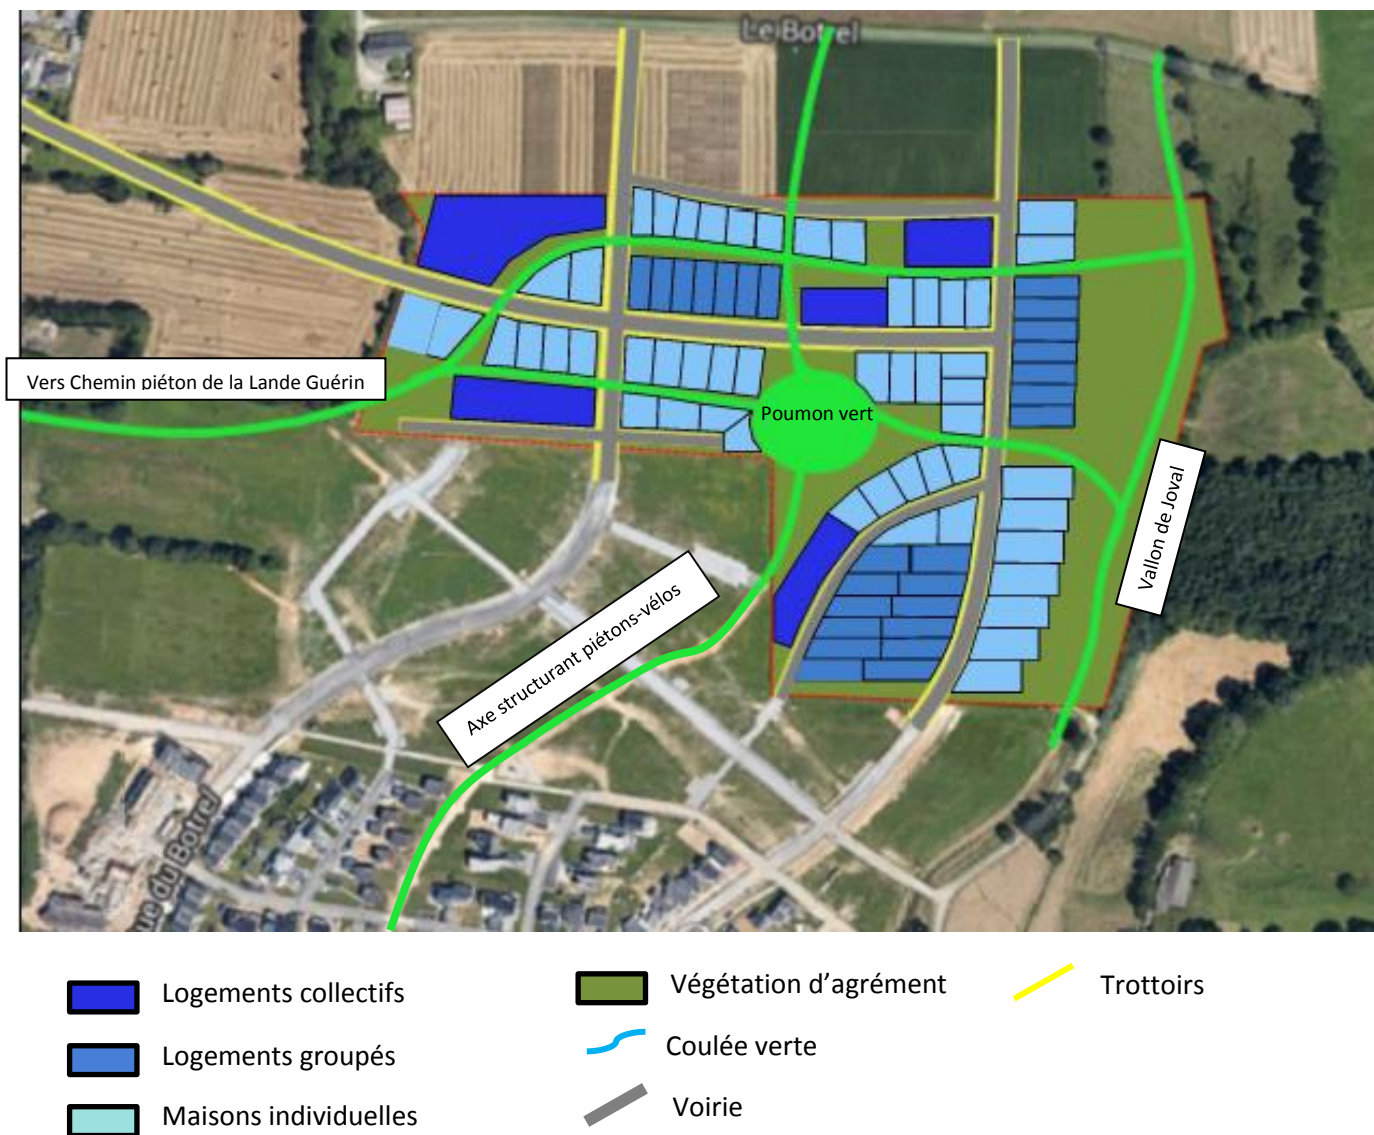 Le Botrel
Vers Chemin piéton de la Lande Guérin
Poumon vert
Vallon de Joval
Axe structurant piétons-vélos
rue du Botrel
Logements collectifs
Végétation d'agrément
Trottoirs
Logements groupés
Coulée verte
Maisons individuelles
Voirie